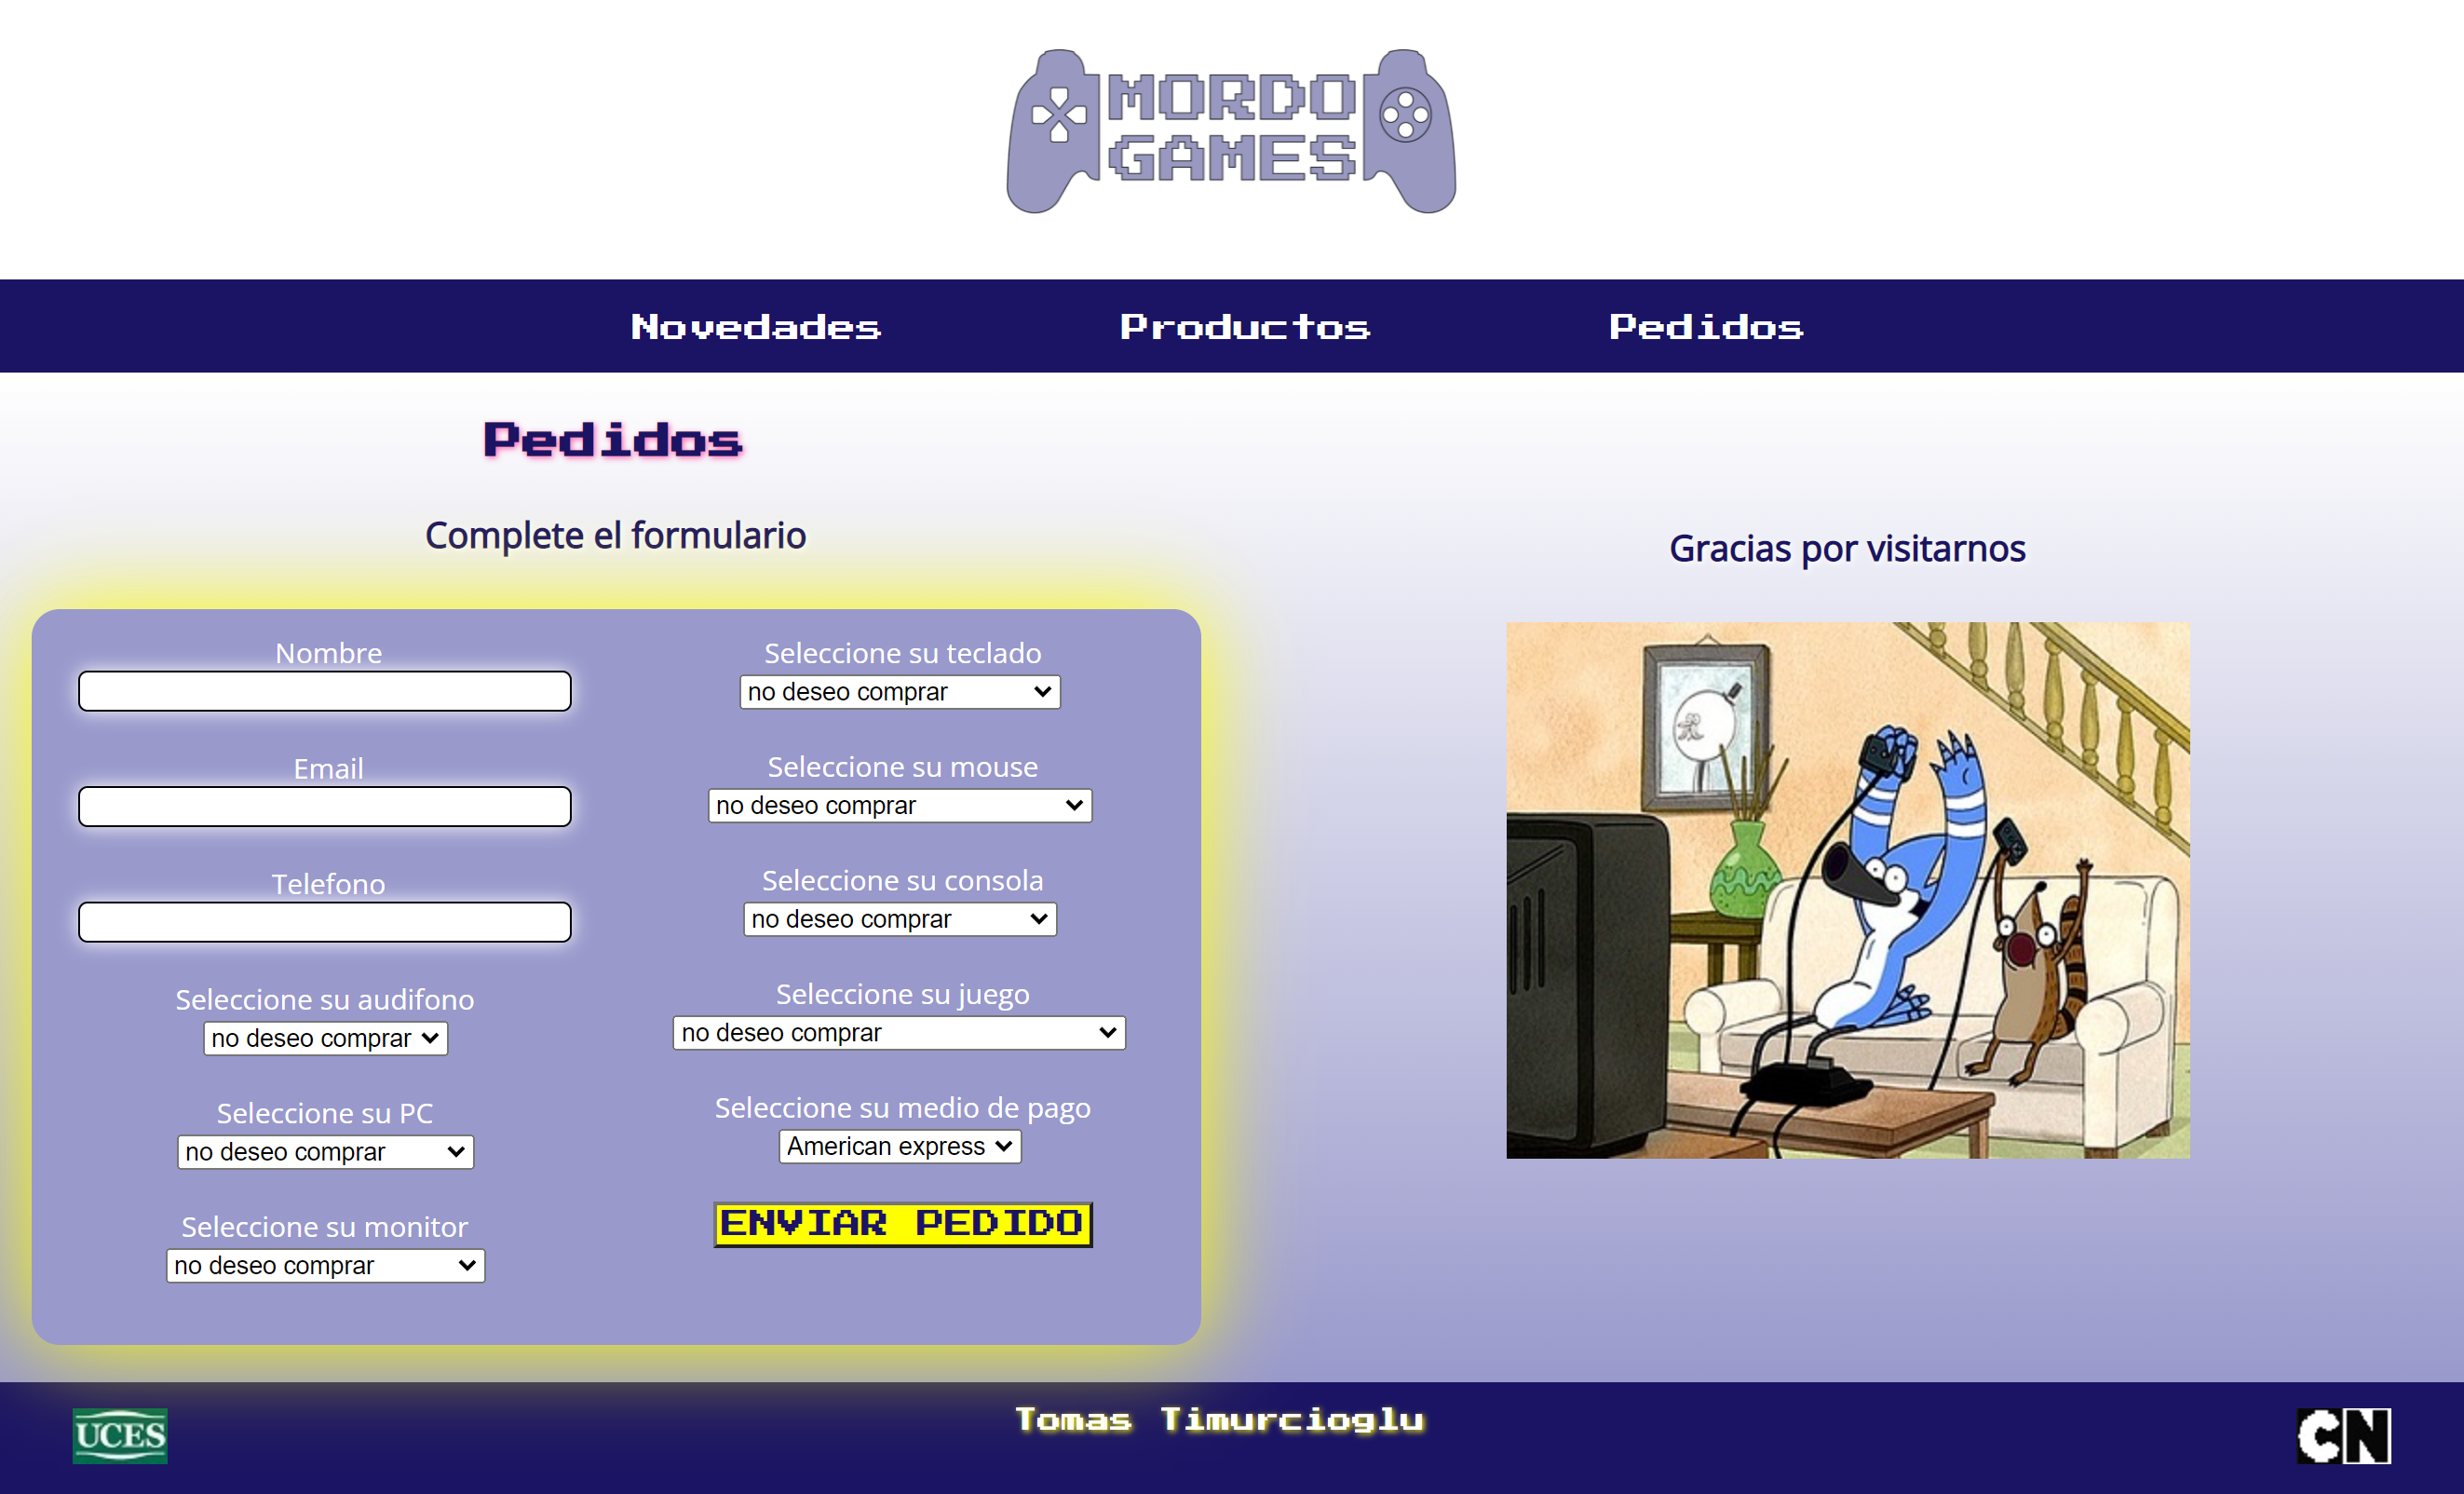 MORDO
GAMES
Novedades
Productos
Pedidos
Pedidos
Complete el formulario
Nombre
Email
Telefono
Seleccione su audifono
no deseo comprar
Seleccione su PC
no deseo comprar
Seleccione su monitor
no deseo comprar
Seleccione su teclado
no deseo comprar
Seleccione su mouse
no deseo comprar
Seleccione su consola
no deseo comprar
Seleccione su juego
no deseo comprar
Seleccione su medio de pago
American express
ENVIAR PEDIDO
Gracias por visitarnos
UCES
Tomas Timurcioglu
CN